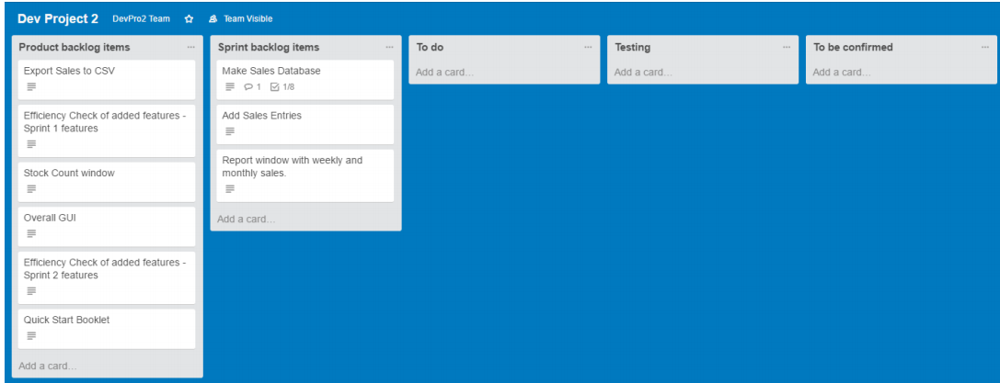 Dev Project 2 DevPro2 Team Team Visible
Product backlog items
Export Sales to CSV
Efficiency Check of added features -
Sprint 1 features
Stock Count window
Overall GUI
Efficiency Check of added features -
Sprint 2 features
Quick Start Booklet
Add a card...
Sprint backlog items
Make Sales Database
1 1/8
Add Sales Entries
Report window with weekly and
monthly sales.
Add a card...
To do
Add a card...
Testing
Add a card...
To be confirmed
Add a card...